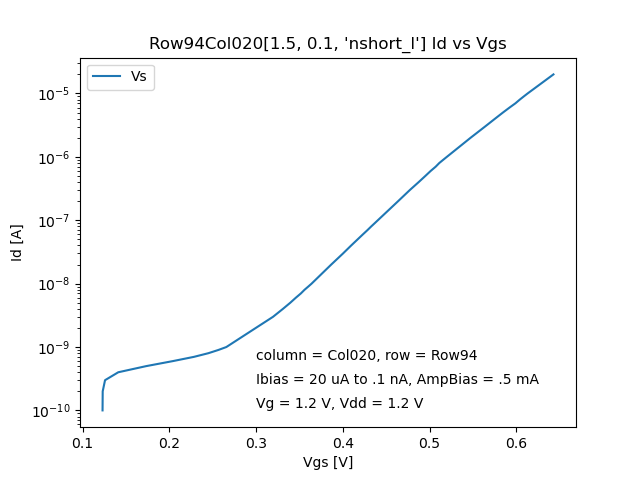 Row94Col020[1.5, 0.1, 'nshort_l'] Id vs Vgs
Vs
Id [A]
10⁻⁵
10⁻⁶
10⁻⁷
10⁻⁸
10⁻⁹
10⁻¹⁰
column = Col020, row = Row94
Ibias = 20 uA to .1 nA, AmpBias = .5 mA
Vg = 1.2 V, Vdd = 1.2 V
0.1 0.2 0.3 0.4 0.5 0.6
Vgs [V]